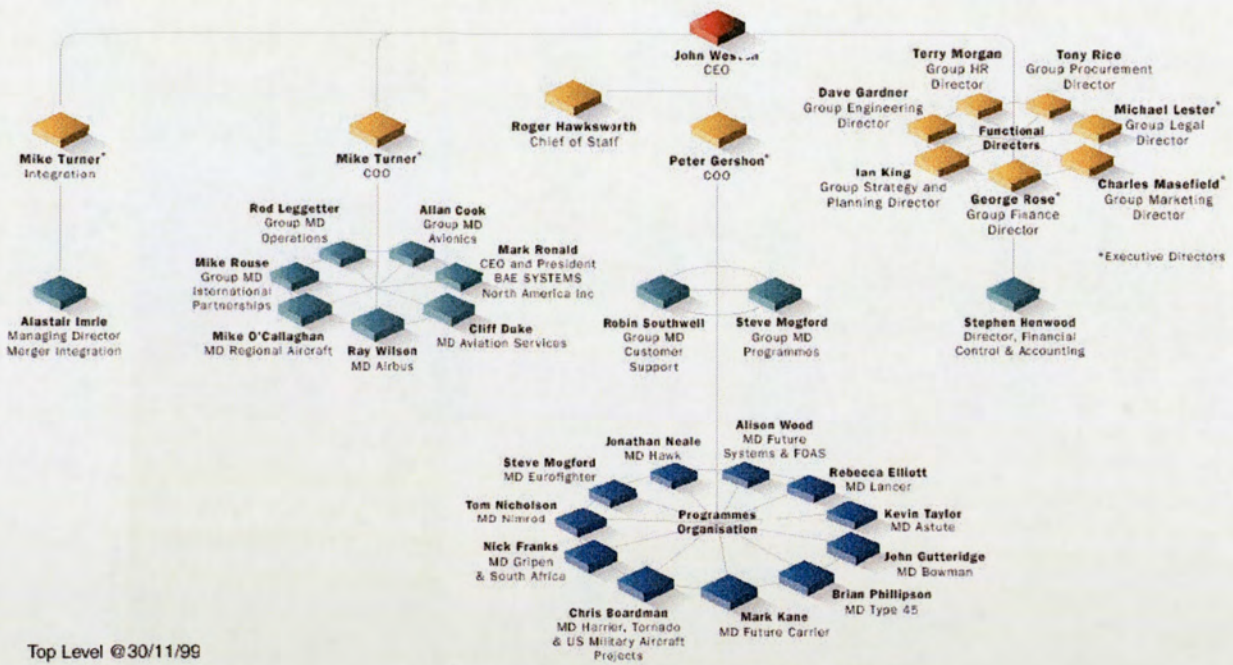 John Weston
CEO
Roger Hawksworth
Chief of Staff
Mike Turner*
Integration
Mike Turner*
COO
Peter Gershon*
COO
Terry Morgan
Group HR
Director
Tony Rice
Group Procurement
Director
Dave Gardner
Group Engineering
Director
Michael Lester*
Group Legal
Director
Functional
Directors
Ian King
Group Strategy and
Planning Director
George Rose*
Group Finance
Director
Charles Masefield*
Group Marketing
Director
*Executive Directors
Alastair Imrie
Managing Director
Merger Integration
Rod Leggetter
Group MD
Operations
Allan Cook
Group MD
Avionics
Mike Rouse
Group MD
International
Partnerships
Mark Ronald
CEO and President
BAE SYSTEMS
North America Inc
Mike O'Callaghan
MD Regional Aircraft
Ray Wilson
MD Airbus
Cliff Duke
MD Aviation Services
Robin Southwell
Group MD
Customer
Support
Steve Mogford
Group MD
Programmes
Stephen Henwood
Director, Financial
Control & Accounting
Jonathan Neale
MD Hawk
Alison Wood
MD Future
Systems & FOAS
Steve Mogford
MD Eurofighter
Rebecca Elliott
MD Lancer
Tom Nicholson
MD Nimrod
Programmes
Organisation
Kevin Taylor
MD Astute
Nick Franks
MD Gripen
& South Africa
John Gutteridge
MD Bowman
Chris Boardman
MD Harrier, Tornado
& US Military Aircraft
Projects
Mark Kane
MD Future Carrier
Brian Phillipson
MD Type 45
Top Level @30/11/99